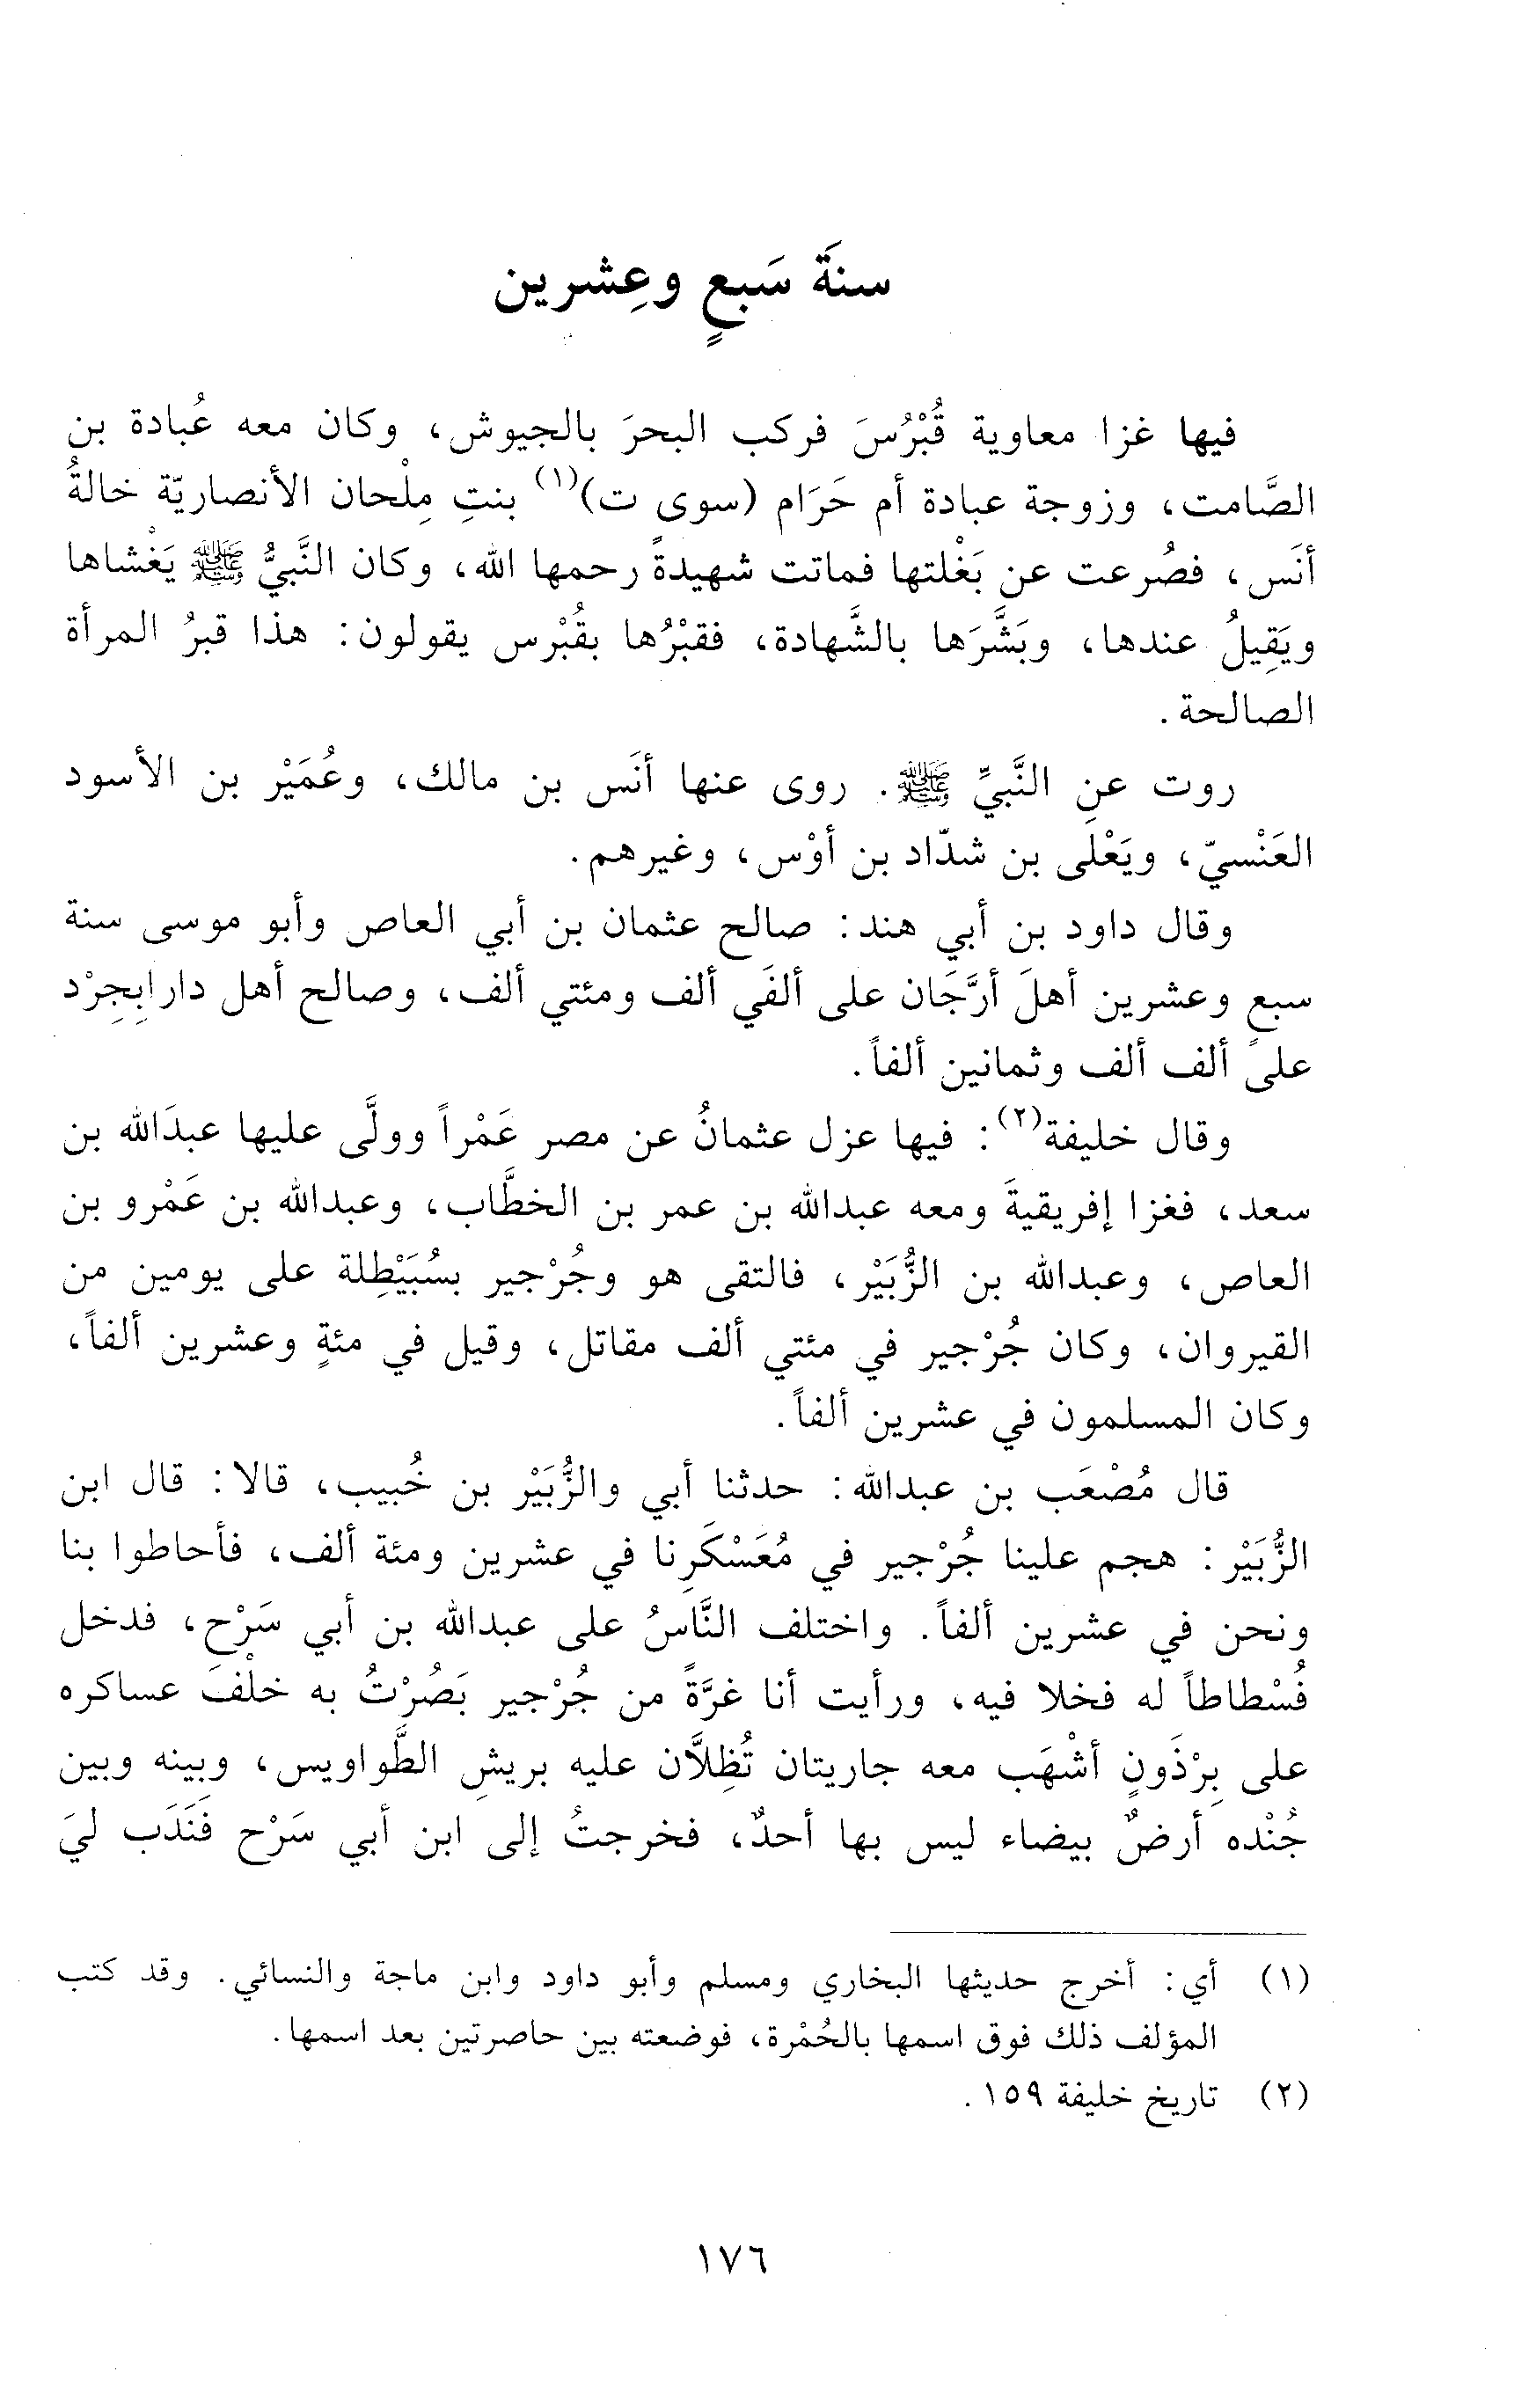 سنةَ سَبعٍ وعِشرين
فيها غزا معاوية قُبْرُسَ فركب البحرَ بالجيوش، وكان معه عُبادة بن
الصَّامت، وزوجة عبادة أم حَرَام (سوى ت)(١) بنتِ مِلْحان الأنصاريّة خالةُ
أنَس، فصُرعت عن بَغْلتها فماتت شهيدةً رحمها الله، وكان النَّبيُّ ﷺ يَغْشاها
ويَقِيلُ عندها، وبَشَّرَها بالشَّهادة، فقبْرُها بقُبْرس يقولون: هذا قبرُ المرأة
الصالحة.
روت عنِ النَّبيِّ ﷺ. روى عنها أنَس بن مالك، وعُمَيْر بن الأسود
العَنْسيّ، ويَعْلَى بن شدّاد بن أوْس، وغيرهم.
وقال داود بن أبي هند: صالح عثمان بن أبي العاص وأبو موسى سنة
سبعٍ وعشرين أهلَ أرَّجَان على ألفَي ألف ومئتي ألف، وصالح أهل دارابِجِرْد
على ألف ألف وثمانين ألفاً.
وقال خليفة(٢): فيها عزل عثمانُ عن مصر عَمْراً وولَّى عليها عبدَالله بن
سعد، فغزا إفريقيةَ ومعه عبدالله بن عمر بن الخطَّاب، وعبدالله بن عَمْرو بن
العاص، وعبدالله بن الزُّبَيْر، فالتقى هو وجُرْجير بسُبَيْطِلة على يومين من
القيروان، وكان جُرْجير في مئتي ألف مقاتل، وقيل في مئةٍ وعشرين ألفاً،
وكان المسلمون في عشرين ألفاً.
قال مُصْعَب بن عبدالله: حدثنا أبي والزُّبَيْر بن خُبيب، قالا: قال ابن
الزُّبَيْر: هجم علينا جُرْجير في مُعَسْكَرِنا في عشرين ومئة ألف، فأحاطوا بنا
ونحن في عشرين ألفاً. واختلف النَّاسُ على عبدالله بن أبي سَرْح، فدخل
فُسْطاطاً له فخلا فيه، ورأيت أنا غرَّةً من جُرْجير بَصُرْتُ به خلْفَ عساكره
على بِرْذَونٍ أشْهَب معه جاريتان تُظِلاَّن عليه بريشِ الطَّواويس، وبينه وبين
جُنْده أرضٌ بيضاء ليس بها أحدٌ، فخرجتُ إلى ابن أبي سَرْح فَنَدَب ليَ
(١) أي: أخرج حديثها البخاري ومسلم وأبو داود وابن ماجة والنسائي. وقد كتب
المؤلف ذلك فوق اسمها بالحُمْرة، فوضعته بين حاصرتين بعد اسمها.
(٢) تاريخ خليفة ١٥٩.
١٧٦